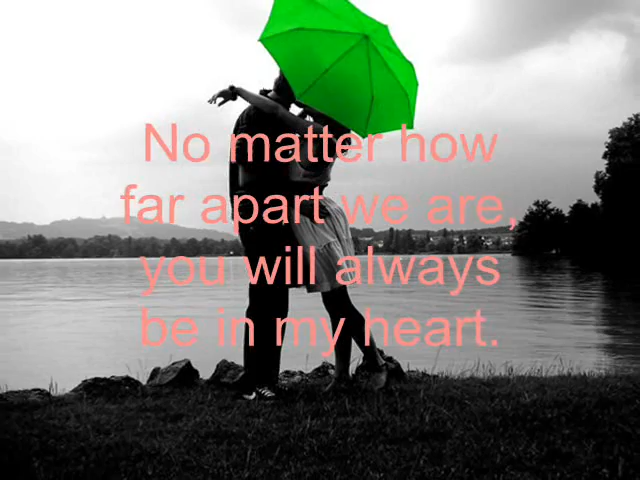 No matter how
far apart we are,
you will always
be in my heart.